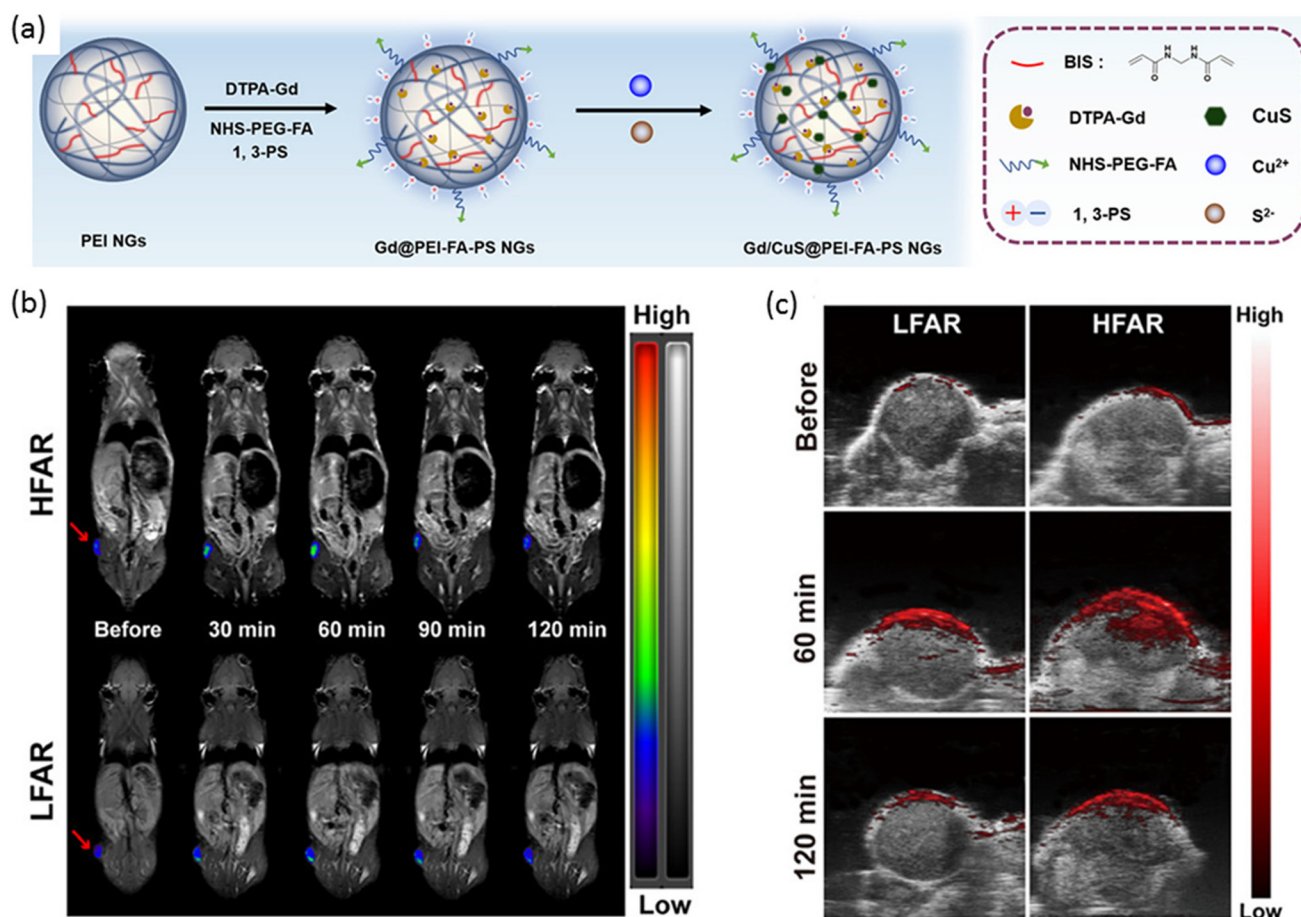 (a)
DTPA-Gd
NHS-PEG-FA
1, 3-PS
PEI NGs
Gd@PEI-FA-PS NGs
Gd/CuS@PEI-FA-PS NGs
BIS :
O
H
N
H
N
O
DTPA-Gd
CuS
NHS-PEG-FA
Cu²⁺
+ −
1, 3-PS
S²⁻
(b)
High
HFAR
Before
30 min
60 min
90 min
120 min
LFAR
Low
(c)
LFAR
HFAR
High
Before
60 min
120 min
Low